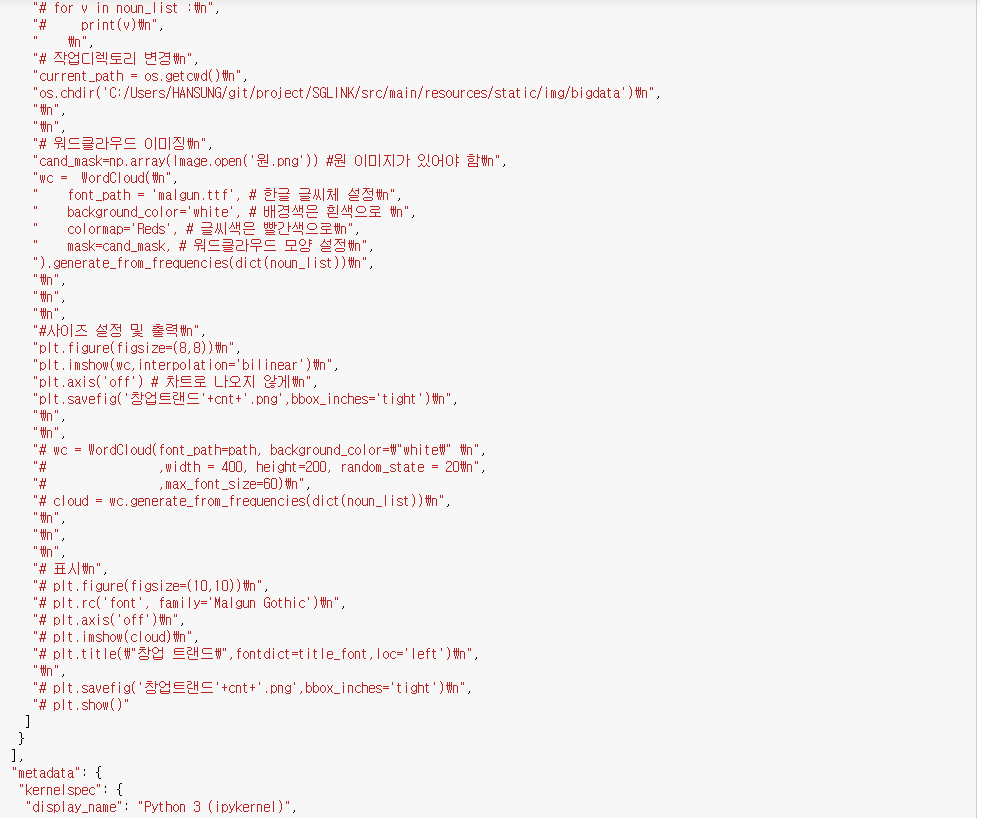 "# for v in noun_list :₩n",
"#     print(v)₩n",
"    ₩n",
"# 작업디렉토리 변경₩n",
"current_path = os.getcwd()₩n",
"os.chdir('C:/Users/HANSUNG/git/project/SGLINK/src/main/resources/static/img/bigdata')₩n",
"₩n",
"₩n",
"# 워드클라우드 이미징₩n",
"cand_mask=np.array(Image.open('원.png')) #원 이미지가 있어야 함₩n",
"wc =  WordCloud(₩n",
"    font_path = 'malgun.ttf', # 한글 글씨체 설정₩n",
"    background_color='white', # 배경색은 흰색으로 ₩n",
"    colormap='Reds', # 글씨색은 빨간색으로₩n",
"    mask=cand_mask, # 워드클라우드 모양 설정₩n",
").generate_from_frequencies(dict(noun_list))₩n",
"₩n",
"₩n",
"₩n",
"#사이즈 설정 및 출력₩n",
"plt.figure(figsize=(8,8))₩n",
"plt.imshow(wc,interpolation='bilinear')₩n",
"plt.axis('off') # 차트로 나오지 않게₩n",
"plt.savefig('창업트랜드'+cnt+'.png',bbox_inches='tight')₩n",
"₩n",
"₩n",
"# wc = WordCloud(font_path=path, background_color=₩"white₩" ₩n",
"#                ,width = 400, height=200, random_state = 20₩n",
"#                ,max_font_size=60)₩n",
"# cloud = wc.generate_from_frequencies(dict(noun_list))₩n",
"₩n",
"₩n",
"₩n",
"# 표시₩n",
"# plt.figure(figsize=(10,10))₩n",
"# plt.rc('font', family='Malgun Gothic')₩n",
"# plt.axis('off')₩n",
"# plt.imshow(cloud)₩n",
"# plt.title(₩"창업 트랜드₩",fontdict=title_font,loc='left')₩n",
"₩n",
"# plt.savefig('창업트랜드'+cnt+'.png',bbox_inches='tight')₩n",
"# plt.show()"
]
}
],
"metadata": {
"kernelspec": {
"display_name": "Python 3 (ipykernel)",